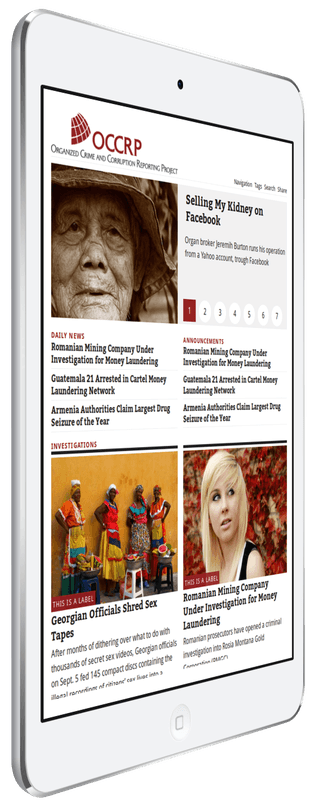 OCCRP
ORGANIZED CRIME AND CORRUPTION REPORTING PROJECT
Navigation Tags Search Share
Selling My Kidney on
Facebook
Organ broker Jeremih Burton runs his operation
from a Yahoo account, trough Facebook
1 2 3 4 5 6 7
DAILY NEWS
Romanian Mining Company Under
Investigation for Money Laundering
Guatemala 21 Arrested in Cartel Money
Laundering Network
Armenia Authorities Claim Largest Drug
Seizure of the Year
ANNOUNCEMENTS
Romanian Mining Company Under
Investigation for Money Laundering
Guatemala 21 Arrested in Cartel Money
Laundering Network
Armenia Authorities Claim Largest Drug
Seizure of the Year
INVESTIGATIONS
THIS IS A LABEL
Georgian Officials Shred Sex
Tapes
After months of dithering over what to do with
thousands of secret sex videos, Georgian officials
on Sept. 5 fed 145 compact discs containing the
illegal recordings of citizens' sex lives into a
THIS IS A LABEL
Romanian Mining Company
Under Investigation for Money
Laundering
Romanian prosecutors have opened a criminal
investigation into Rosia Montana Gold
Corporation (RMGC)